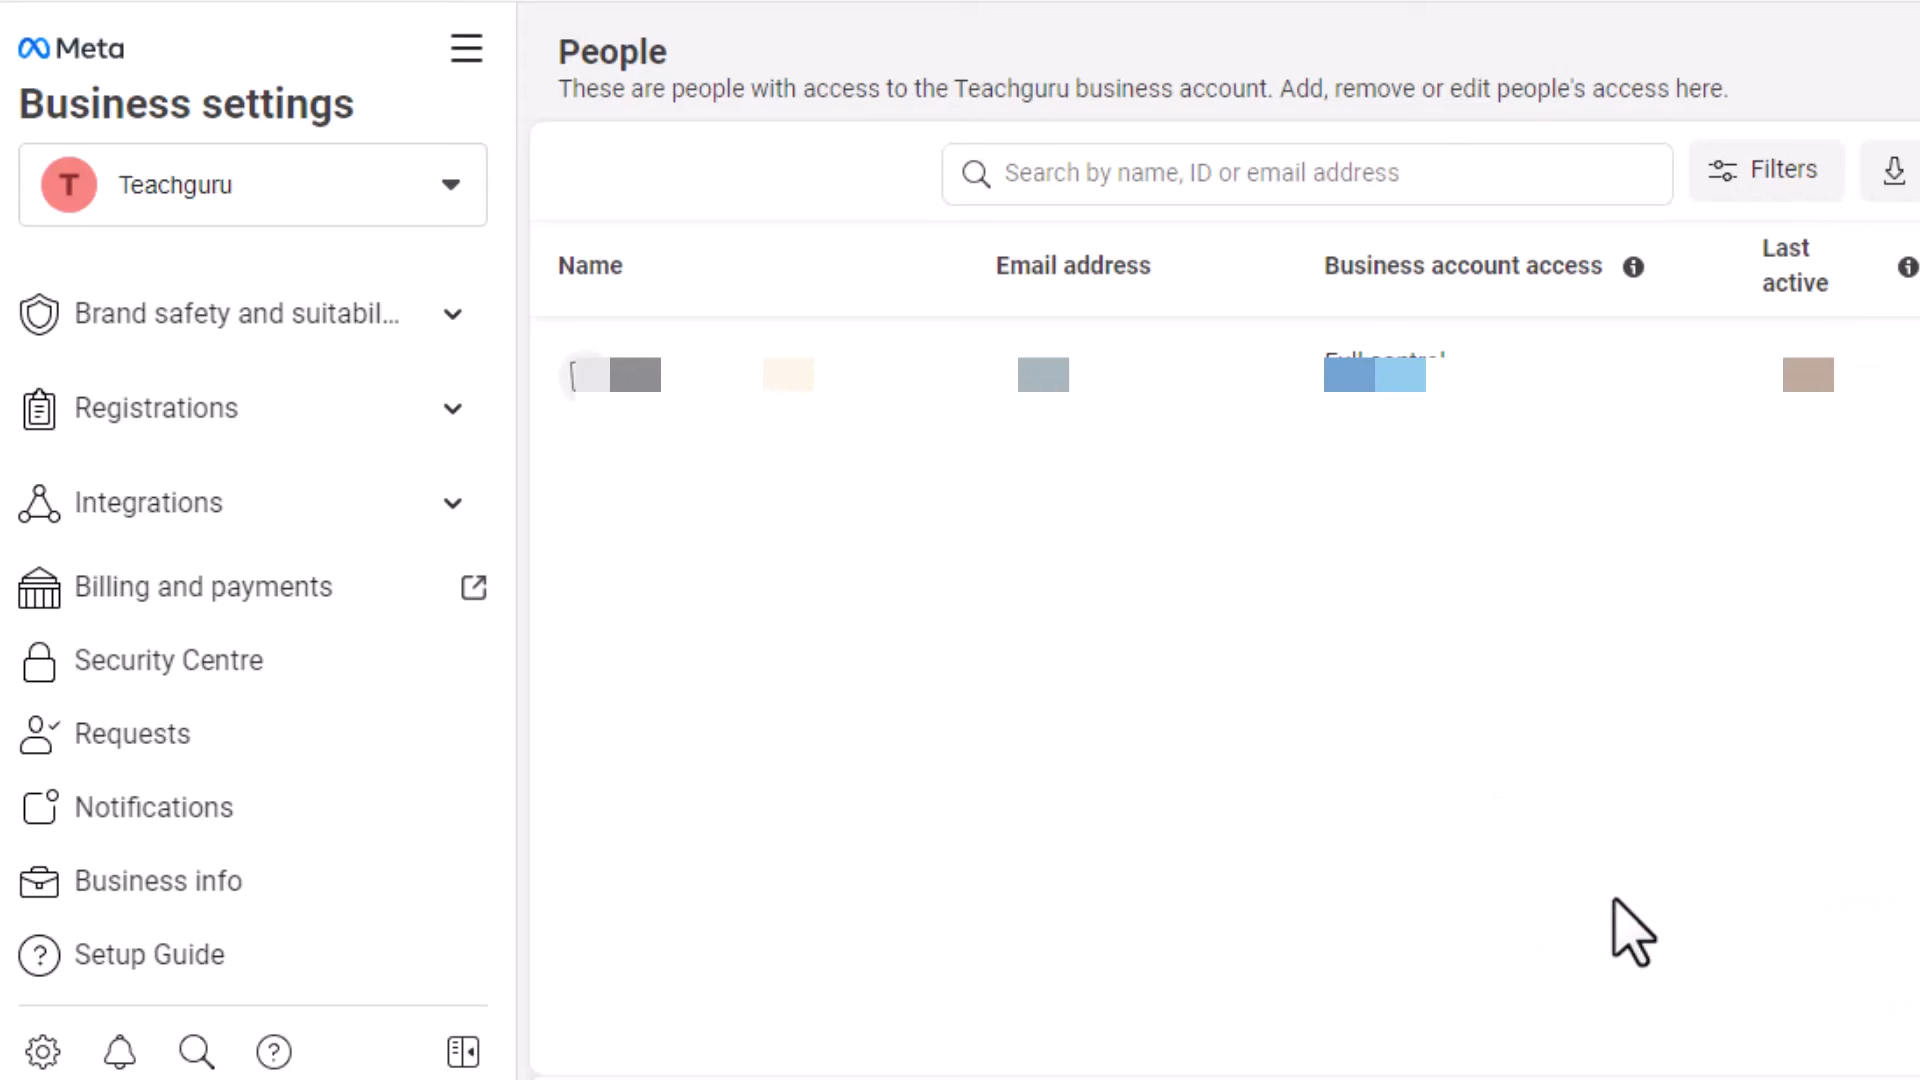 Meta
Business settings
T Teachguru
Brand safety and suitabil...
Registrations
Integrations
Billing and payments
Security Centre
Requests
Notifications
Business info
Setup Guide
People
These are people with access to the Teachguru business account. Add, remove or edit people's access here.
Search by name, ID or email address
Filters
Name
Email address
Business account access
Last
active